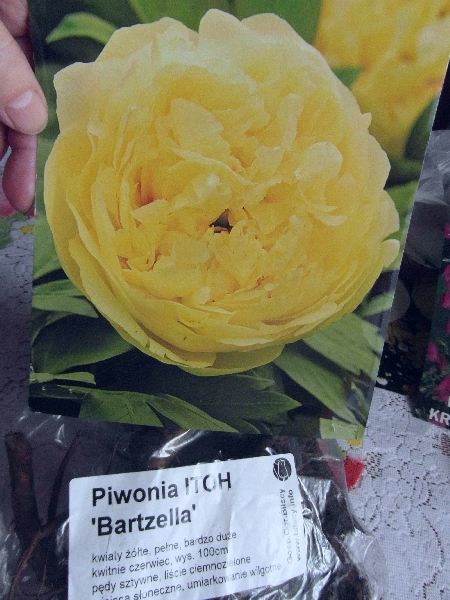 Piwonia ITOH
'Bartzella'
kwiaty żółte, pełne, bardzo duże
kwitnie czerwiec, wys. 100cm
pędy sztywne, liście ciemnozielone
słoneczne, umiarkowanie wilgotne
KR